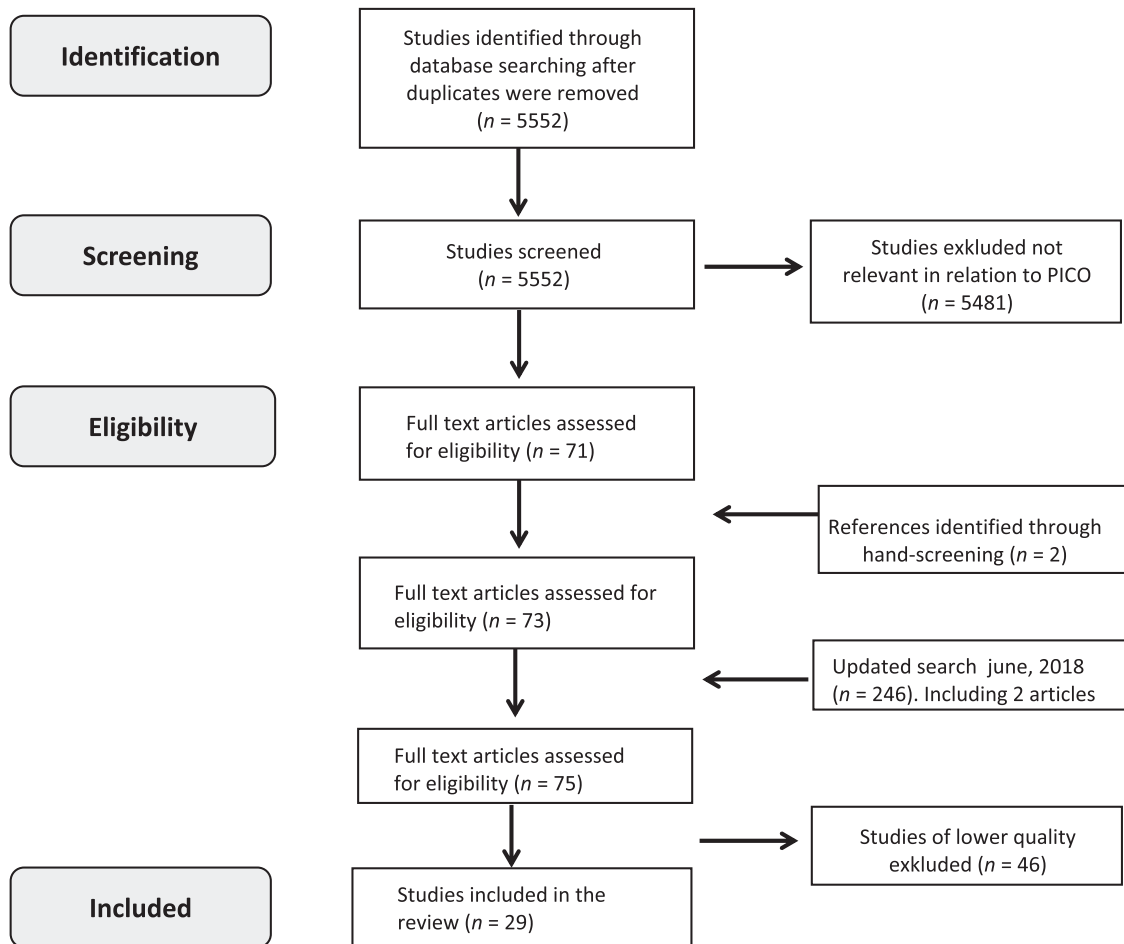 Identification
Studies identified through
database searching after
duplicates were removed
(n = 5552)
Screening
Studies screened
(n = 5552)
Studies exkluded not
relevant in relation to PICO
(n = 5481)
Eligibility
Full text articles assessed
for eligibility (n = 71)
References identified through
hand-screening (n = 2)
Full text articles assessed for
eligibility (n = 73)
Updated search june, 2018
(n = 246). Including 2 articles
Full text articles assessed
for eligibility (n = 75)
Studies of lower quality
exkluded (n = 46)
Included
Studies included in the
review (n = 29)